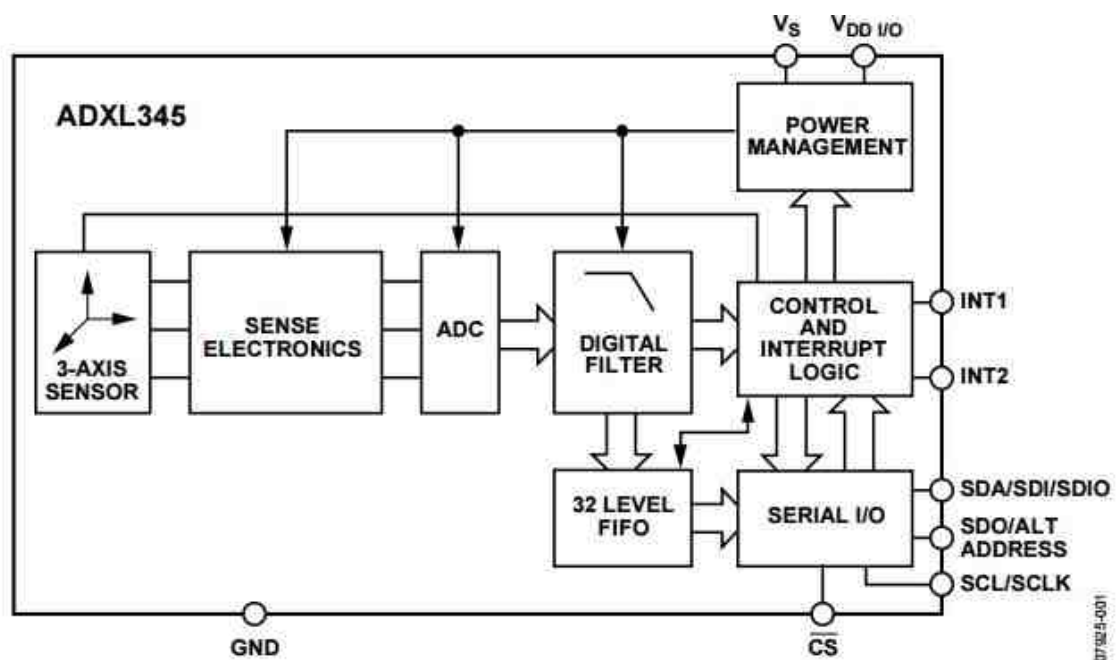 VS VDD I/O
ADXL345
POWER
MANAGEMENT
3-AXIS
SENSOR
SENSE
ELECTRONICS
ADC
DIGITAL
FILTER
CONTROL
AND
INTERRUPT
LOGIC
INT1
INT2
32 LEVEL
FIFO
SERIAL I/O
SDA/SDI/SDIO
SDO/ALT
ADDRESS
SCL/SCLK
GND
CS
07925-001